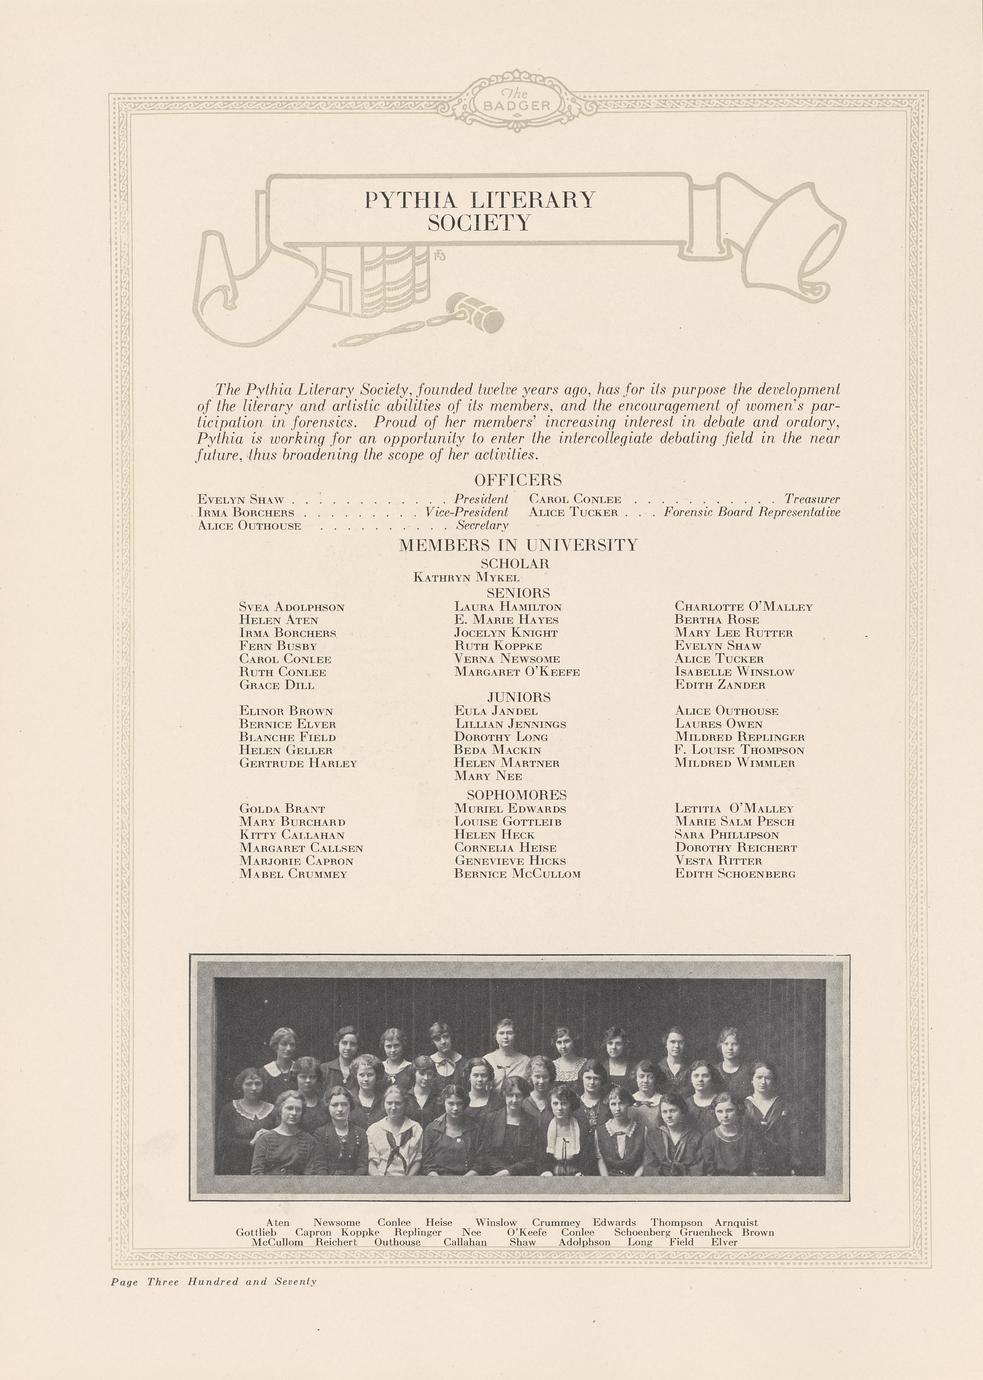 The
BADGER
PYTHIA LITERARY
SOCIETY
The Pythia Literary Society, founded twelve years ago, has for its purpose the development
of the literary and artistic abilities of its members, and the encouragement of women's par-
ticipation in forensics. Proud of her members' increasing interest in debate and oratory,
Pythia is working for an opportunity to enter the intercollegiate debating field in the near
future, thus broadening the scope of her activities.
OFFICERS
EVELYN SHAW . . . . . . . . . . . . President CAROL CONLEE . . . . . . . . . . . Treasurer
IRMA BORCHERS . . . . . . . . . Vice-President ALICE TUCKER . . . Forensic Board Representative
ALICE OUTHOUSE . . . . . . . . . . Secretary
MEMBERS IN UNIVERSITY
SCHOLAR
KATHRYN MYKEL
SENIORS
SVEA ADOLPHSON LAURA HAMILTON CHARLOTTE O'MALLEY
HELEN ATEN E. MARIE HAYES BERTHA ROSE
IRMA BORCHERS JOCELYN KNIGHT MARY LEE RUTTER
FERN BUSBY RUTH KOPPKE EVELYN SHAW
CAROL CONLEE VERNA NEWSOME ALICE TUCKER
RUTH CONLEE MARGARET O'KEEFE ISABELLE WINSLOW
GRACE DILL EDITH ZANDER
JUNIORS
ELINOR BROWN EULA JANDEL ALICE OUTHOUSE
BERNICE ELVER LILLIAN JENNINGS LAURES OWEN
BLANCHE FIELD DOROTHY LONG MILDRED REPLINGER
HELEN GELLER BEDA MACKIN F. LOUISE THOMPSON
GERTRUDE HARLEY HELEN MARTNER MILDRED WIMMLER
MARY NEE
SOPHOMORES
GOLDA BRANT MURIEL EDWARDS LETITIA O'MALLEY
MARY BURCHARD LOUISE GOTTLEIB MARIE SALM PESCH
KITTY CALLAHAN HELEN HECK SARA PHILLIPSON
MARGARET CALLSEN CORNELIA HEISE DOROTHY REICHERT
MARJORIE CAPRON GENEVIEVE HICKS VESTA RITTER
MABEL CRUMMEY BERNICE MCCULLOM EDITH SCHOENBERG
Aten Newsome Conlee Heise Winslow Crummey Edwards Thompson Arnquist
Gottlieb Capron Koppke Replinger Nee O'Keefe Conlee Schoenberg Gruenheck Brown
McCullom Reichert Outhouse Callahan Shaw Adolphson Long Field Elver
Page Three Hundred and Seventy